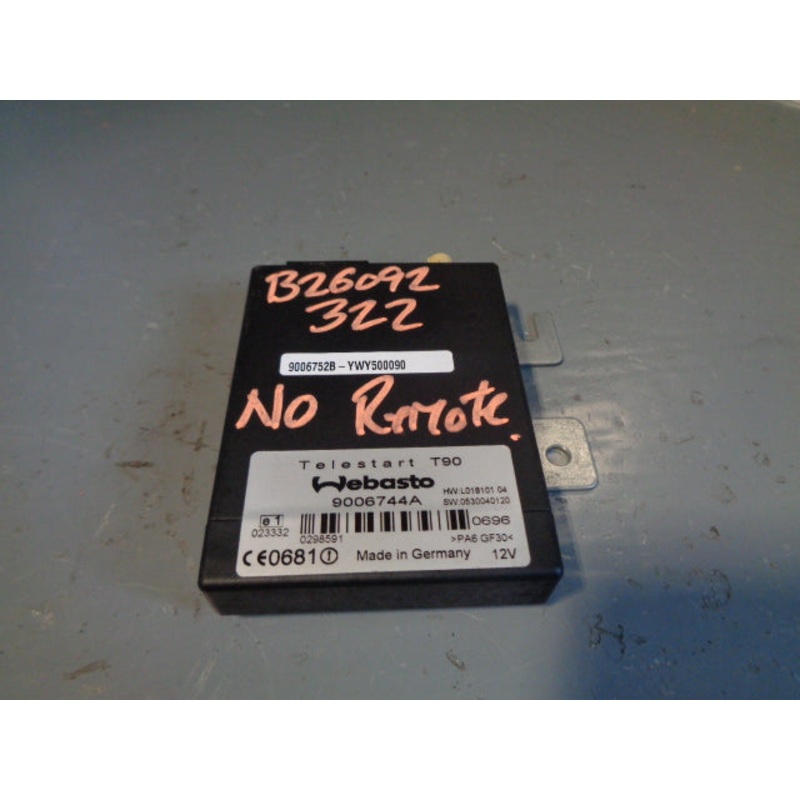 B26092
322
9006752B - YWY500090
NO Remote.
Telestart T90
Webasto
9006744A
HW:L018101 04
SW:0530040120
e1
023332
0298591
0696
>PA6 GF30<
CE0681
Made in Germany
12V